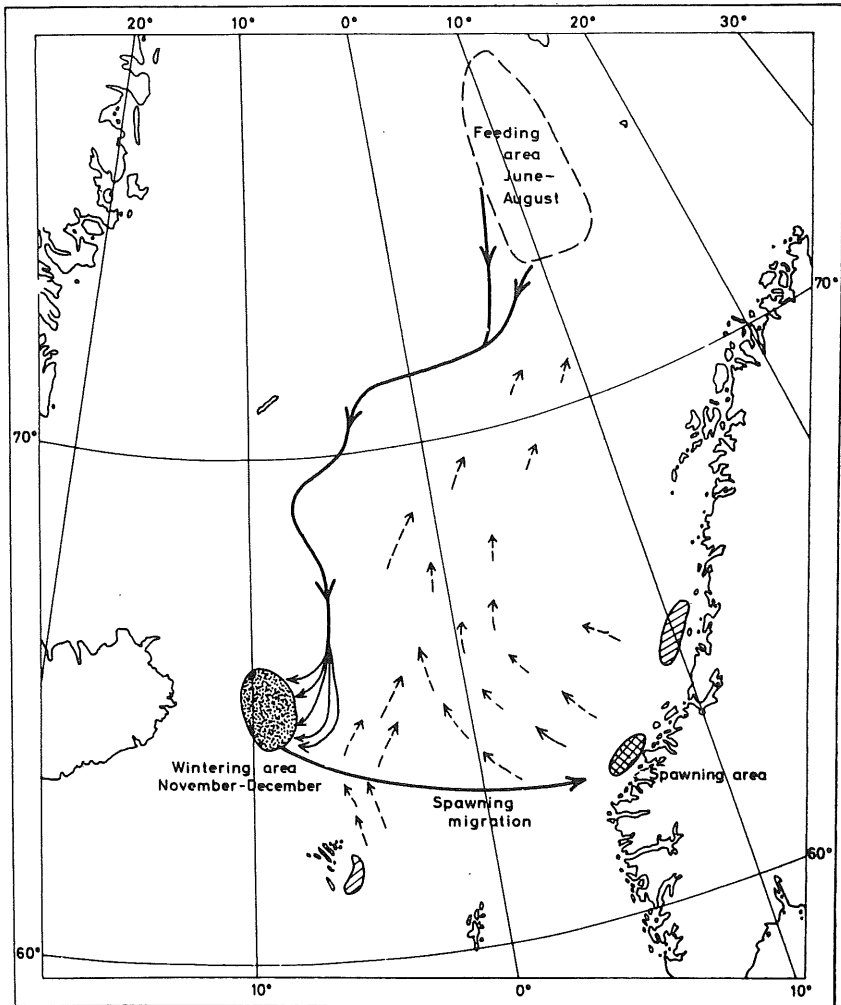 20° 10° 0° 10° 20° 30°
Feeding
area
June-
August
70°
70°
Wintering area
November-December
Spawning area
Spawning
migration
60°
60°
10° 0° 10°